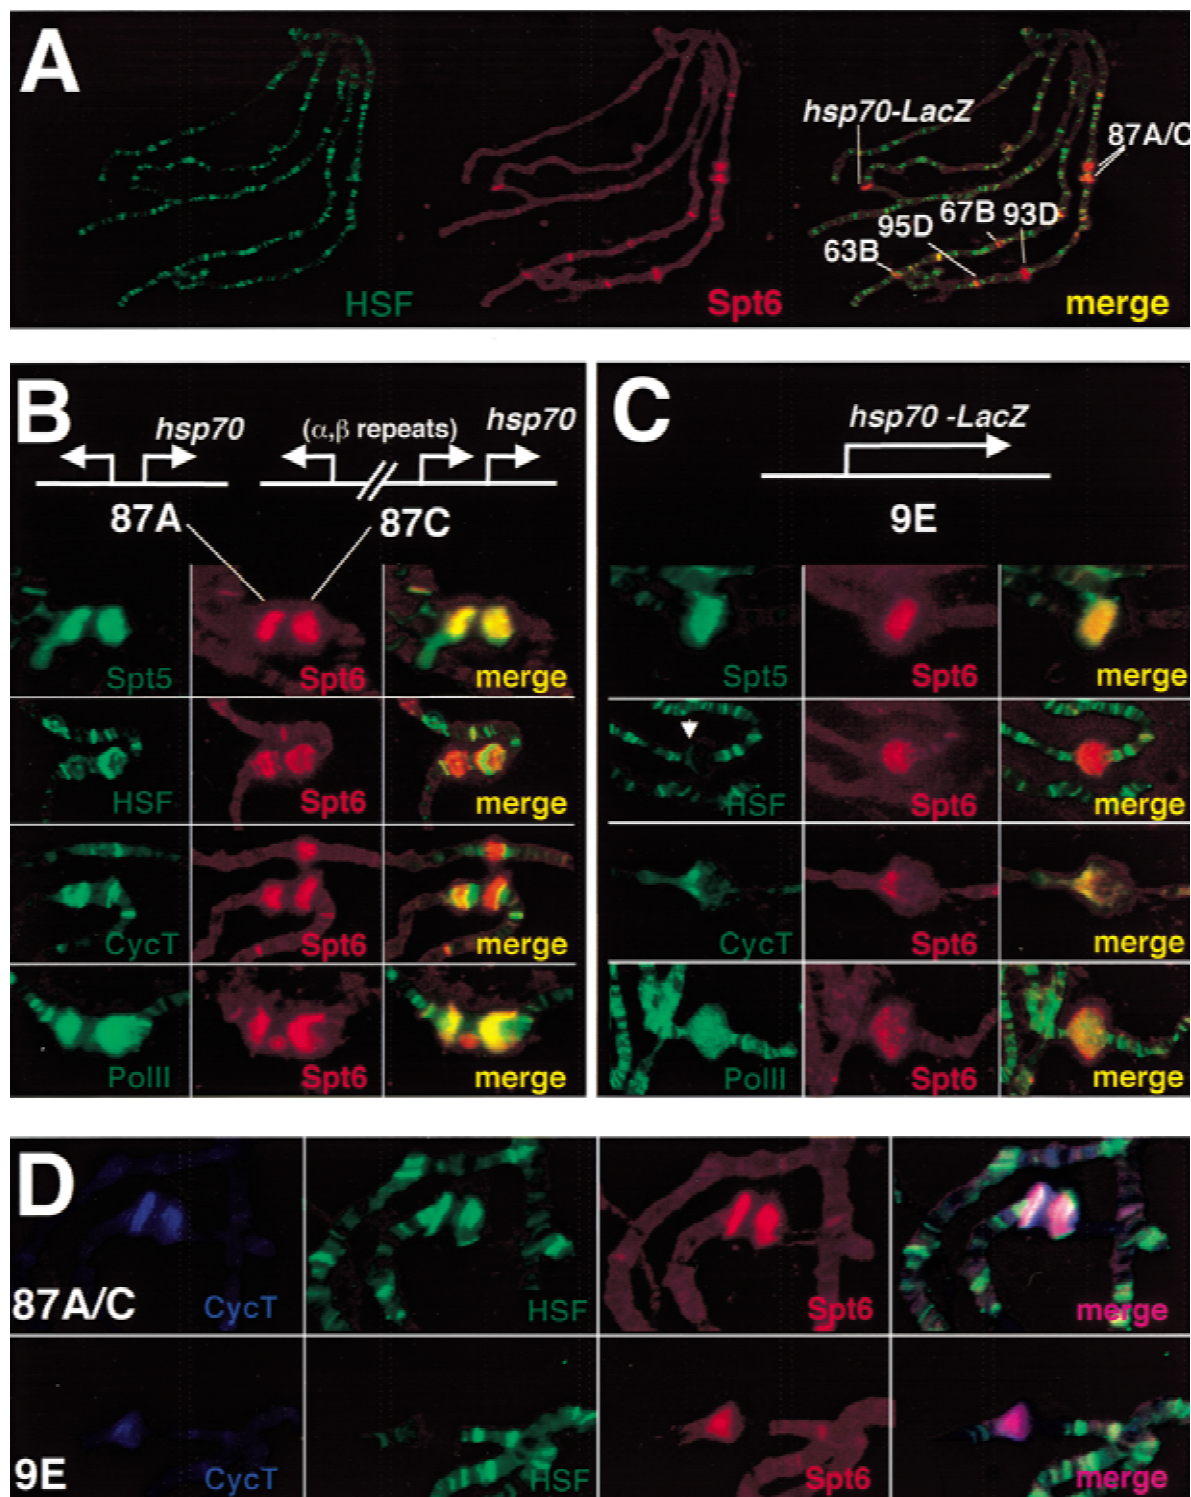 A
hsp70-LacZ
87A/C
67B
93D
95D
63B
HSF
Spt6
merge
B
hsp70
(α,β repeats)
hsp70
87A
87C
Spt5
Spt6
merge
HSF
Spt6
merge
CycT
Spt6
merge
PolII
Spt6
merge
C
hsp70 -LacZ
9E
Spt5
Spt6
merge
HSF
Spt6
merge
CycT
Spt6
merge
PolII
Spt6
merge
D
87A/C
CycT
HSF
Spt6
merge
9E
CycT
HSF
Spt6
merge